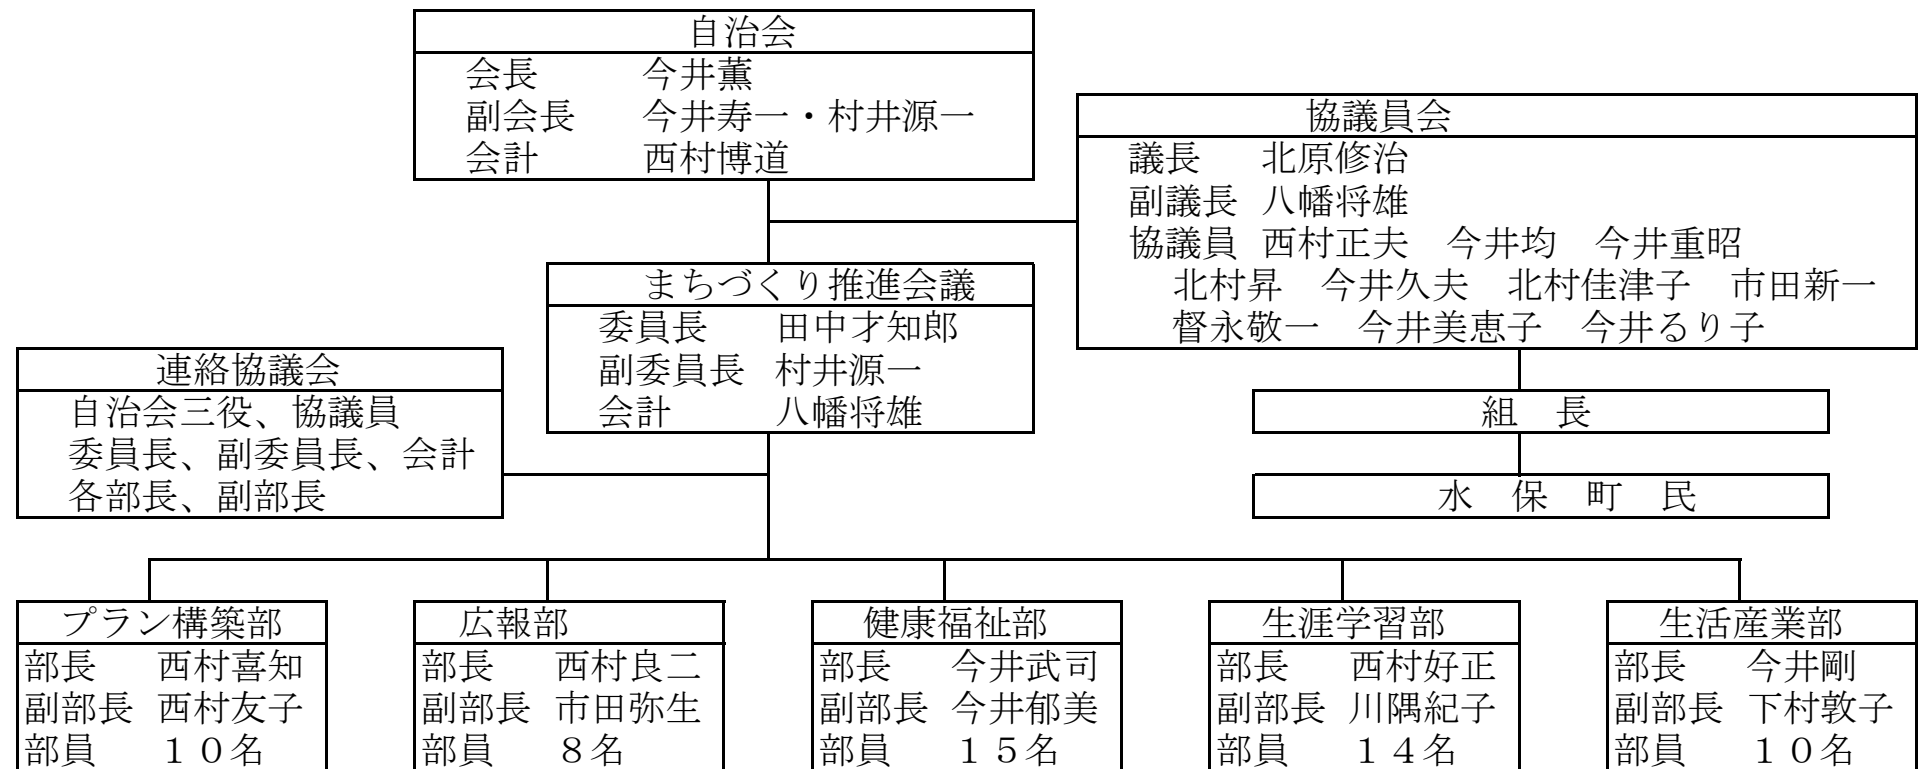 自治会
会長　今井薫
副会長　今井寿一・村井源一
会計　西村博道
協議員会
議長　北原修治
副議長　八幡将雄
協議員　西村正夫　今井均　今井重昭
北村昇　今井久夫　北村佳津子　市田新一
督永敬一　今井美恵子　今井るり子
まちづくり推進会議
委員長　田中才知郎
副委員長　村井源一
会計　八幡将雄
連絡協議会
自治会三役、協議員
委員長、副委員長、会計
各部長、副部長
組　長
水　保　町　民
プラン構築部
部長　西村喜知
副部長　西村友子
部員　１０名
広報部
部長　西村良二
副部長　市田弥生
部員　８名
健康福祉部
部長　今井武司
副部長　今井郁美
部員　１５名
生涯学習部
部長　西村好正
副部長　川隅紀子
部員　１４名
生活産業部
部長　今井剛
副部長　下村敦子
部員　１０名